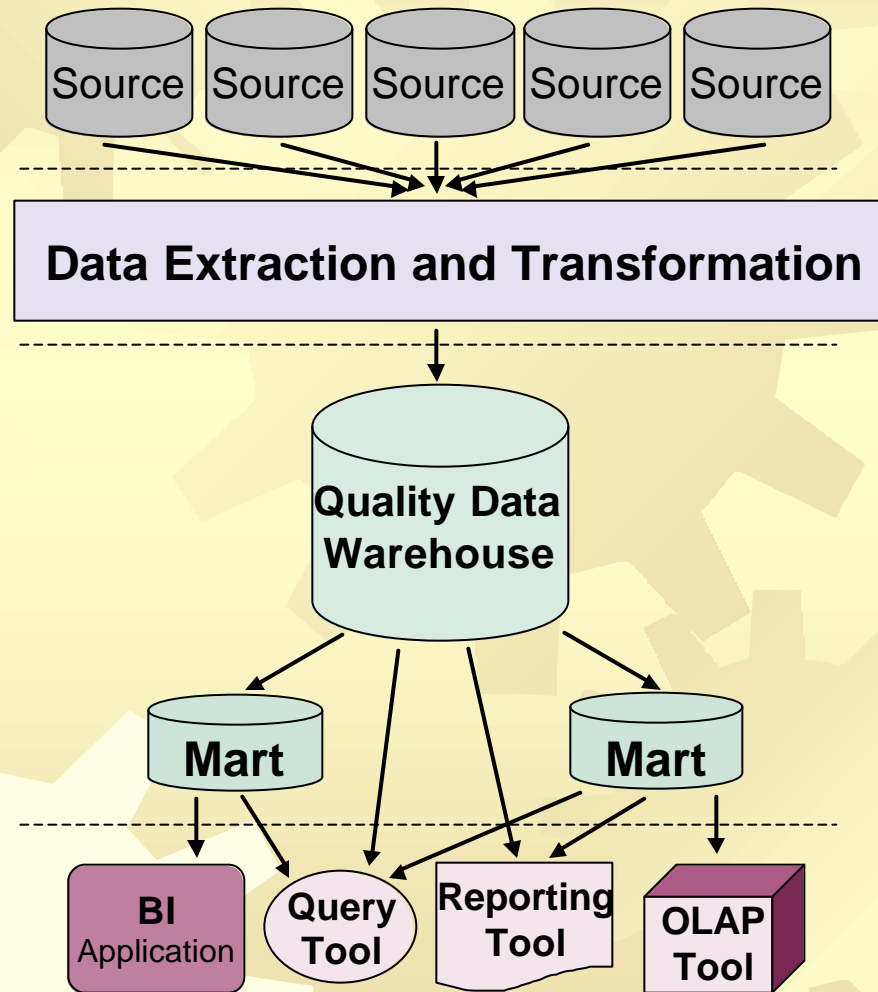 Source Source Source Source Source
Data Extraction and Transformation
Quality Data
Warehouse
Mart
Mart
BI
Application
Query
Tool
Reporting
Tool
OLAP
Tool